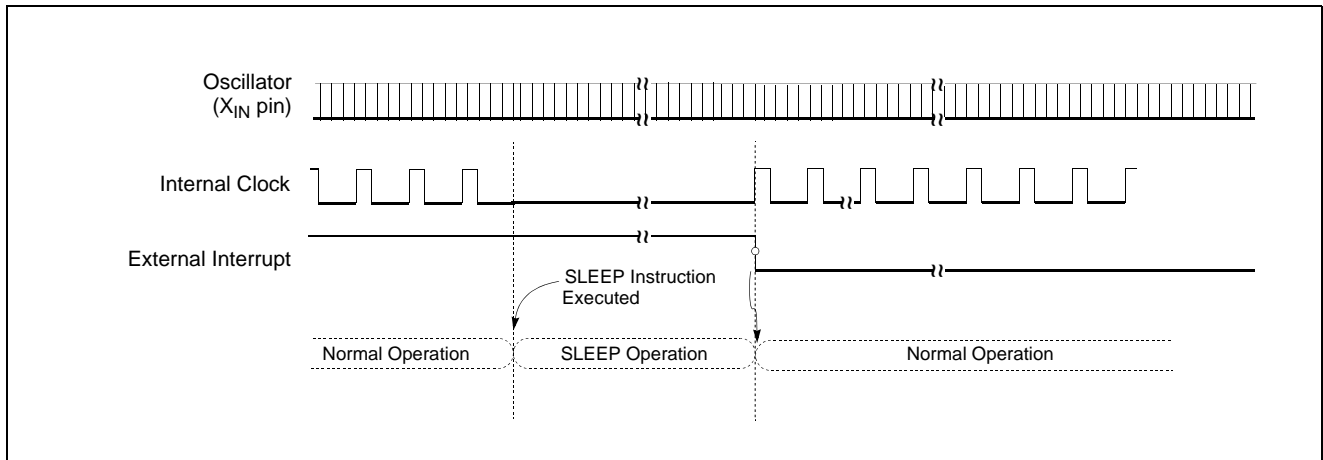 Oscillator
(XIN pin)
Internal Clock
External Interrupt
SLEEP Instruction
Executed
Normal Operation
SLEEP Operation
Normal Operation